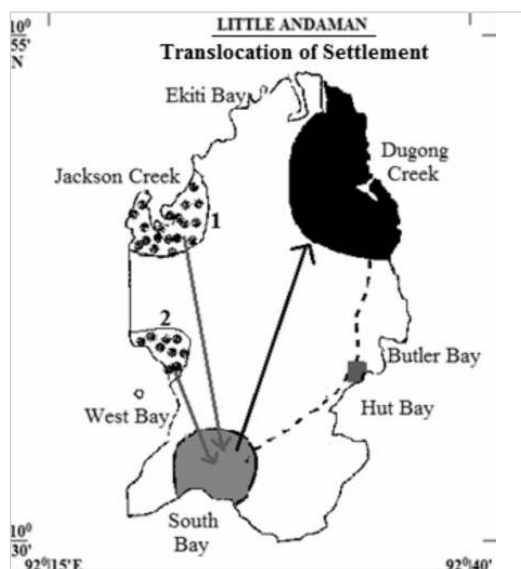 LITTLE ANDAMAN
Translocation of Settlement
10⁰
55'
N
Ekiti Bay
Dugong
Creek
Jackson Creek
1
2
Butler Bay
West Bay
Hut Bay
South
Bay
10⁰
30'
92⁰15'E
92⁰40'